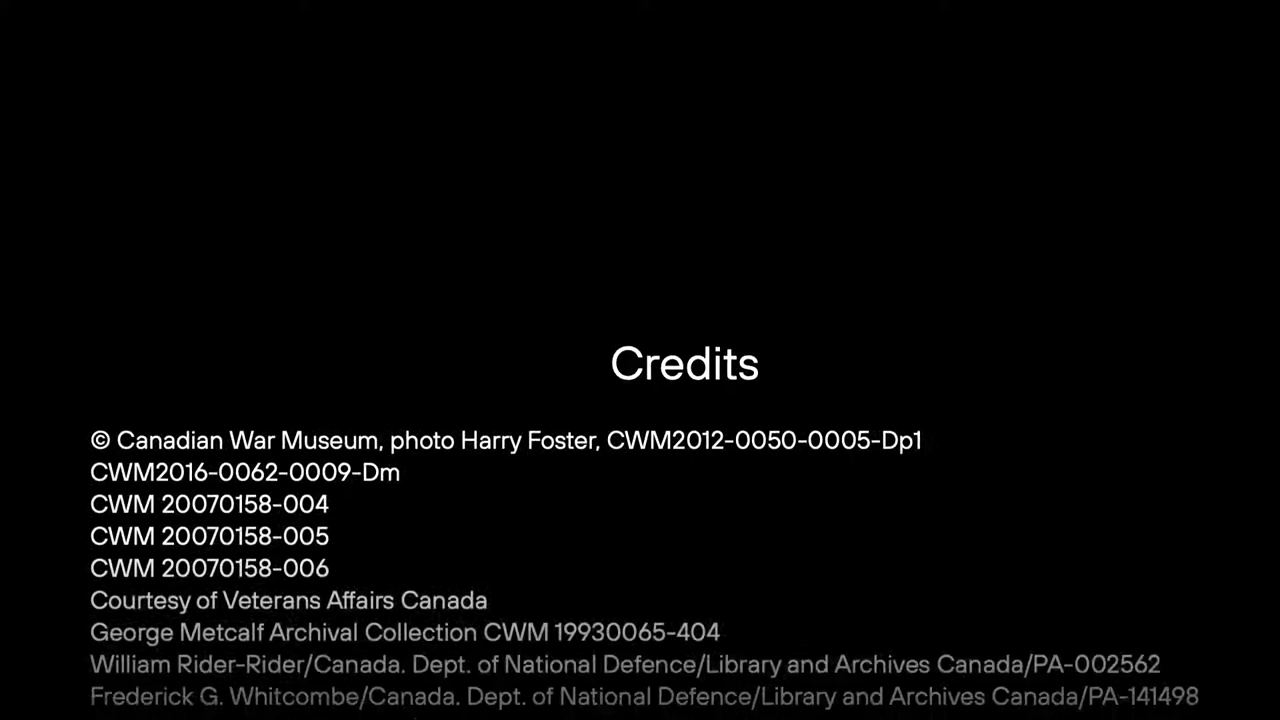 Credits
© Canadian War Museum, photo Harry Foster, CWM2012-0050-0005-Dp1
CWM2016-0062-0009-Dm
CWM 20070158-004
CWM 20070158-005
CWM 20070158-006
Courtesy of Veterans Affairs Canada
George Metcalf Archival Collection CWM 19930065-404
William Rider-Rider/Canada. Dept. of National Defence/Library and Archives Canada/PA-002562
Frederick G. Whitcombe/Canada. Dept. of National Defence/Library and Archives Canada/PA-141498